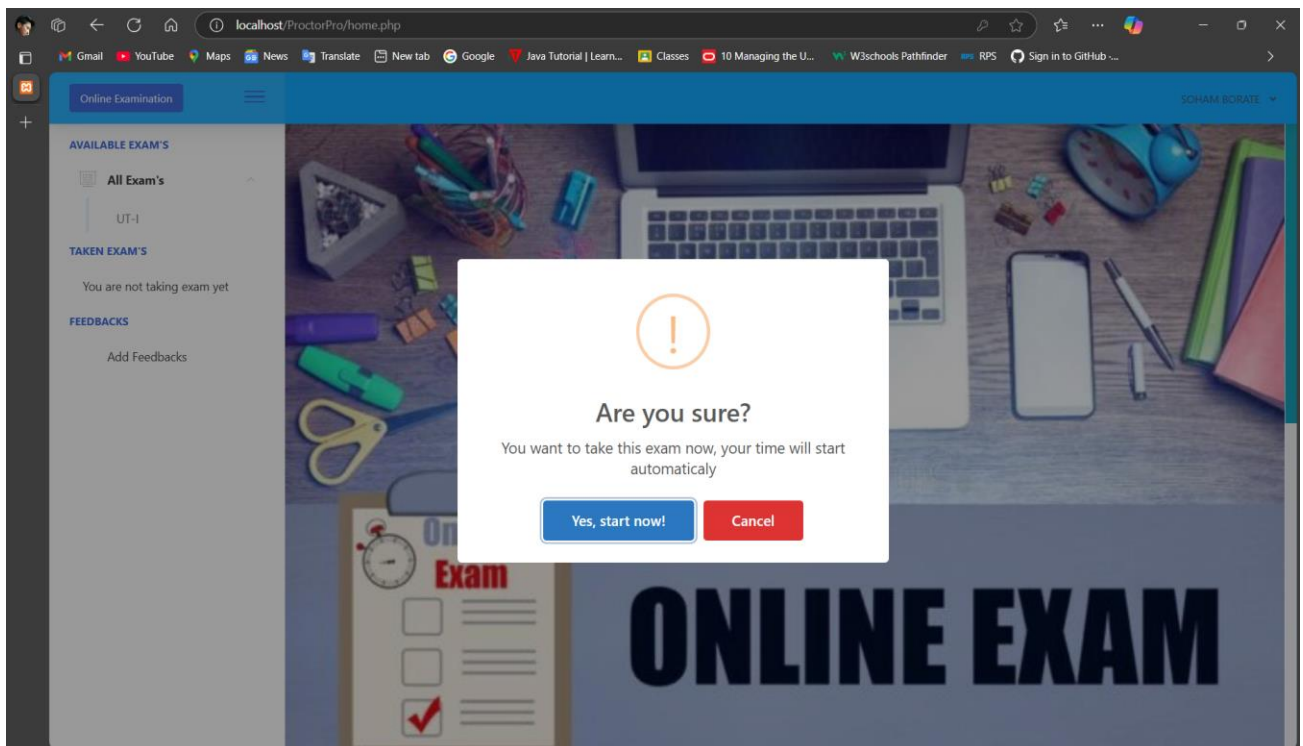 localhost/ProctorPro/home.php
Gmail YouTube Maps News Translate New tab Google Java Tutorial | Learn... Classes 10 Managing the U... W3schools Pathfinder RPS Sign in to GitHub ·...
Online Examination
SOHAM BORATE
AVAILABLE EXAM'S
All Exam's
UT-I
TAKEN EXAM'S
You are not taking exam yet
FEEDBACKS
Add Feedbacks
Are you sure?
You want to take this exam now, your time will start
automaticaly
Yes, start now! Cancel
Exam
ONLINE EXAM